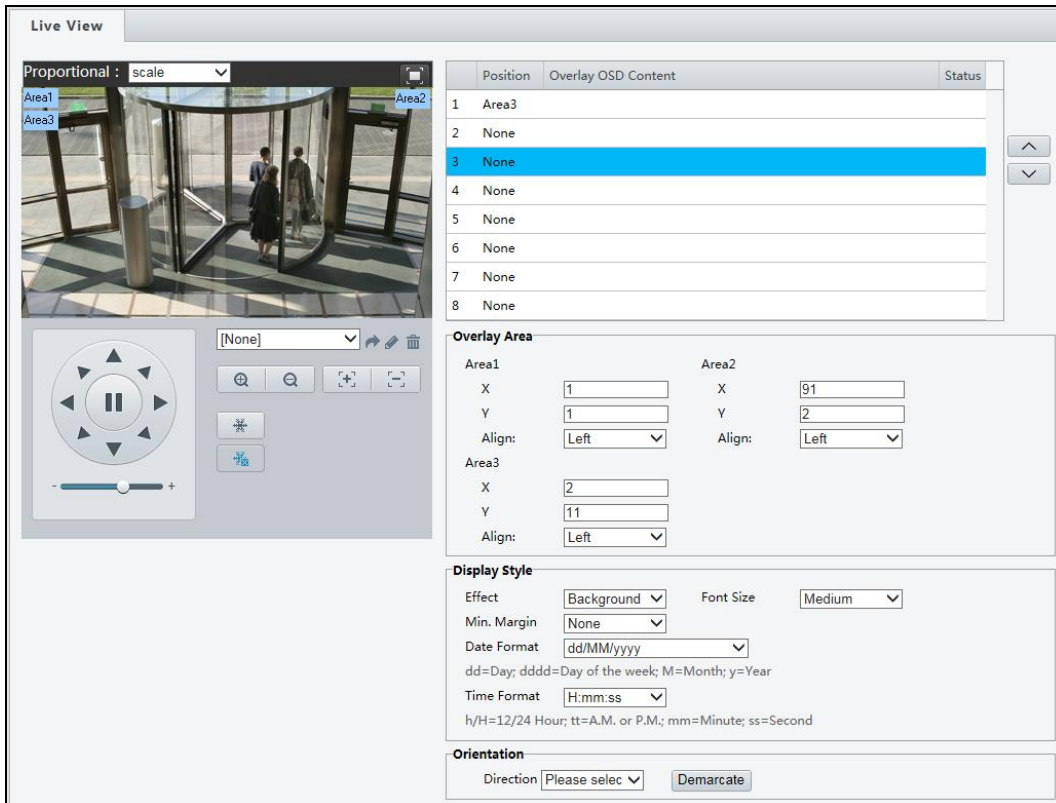 Live View
Proportional : scale
Area1
Area2
Area3
[None]
- +
Position Overlay OSD Content Status
1 Area3
2 None
3 None
4 None
5 None
6 None
7 None
8 None
Overlay Area
Area1 Area2
X 1 X 91
Y 1 Y 2
Align: Left Align: Left
Area3
X 2
Y 11
Align: Left
Display Style
Effect Background Font Size Medium
Min. Margin None
Date Format dd/MM/yyyy
dd=Day; dddd=Day of the week; M=Month; y=Year
Time Format H:mm:ss
h/H=12/24 Hour; tt=A.M. or P.M.; mm=Minute; ss=Second
Orientation
Direction Please selec Demarcate